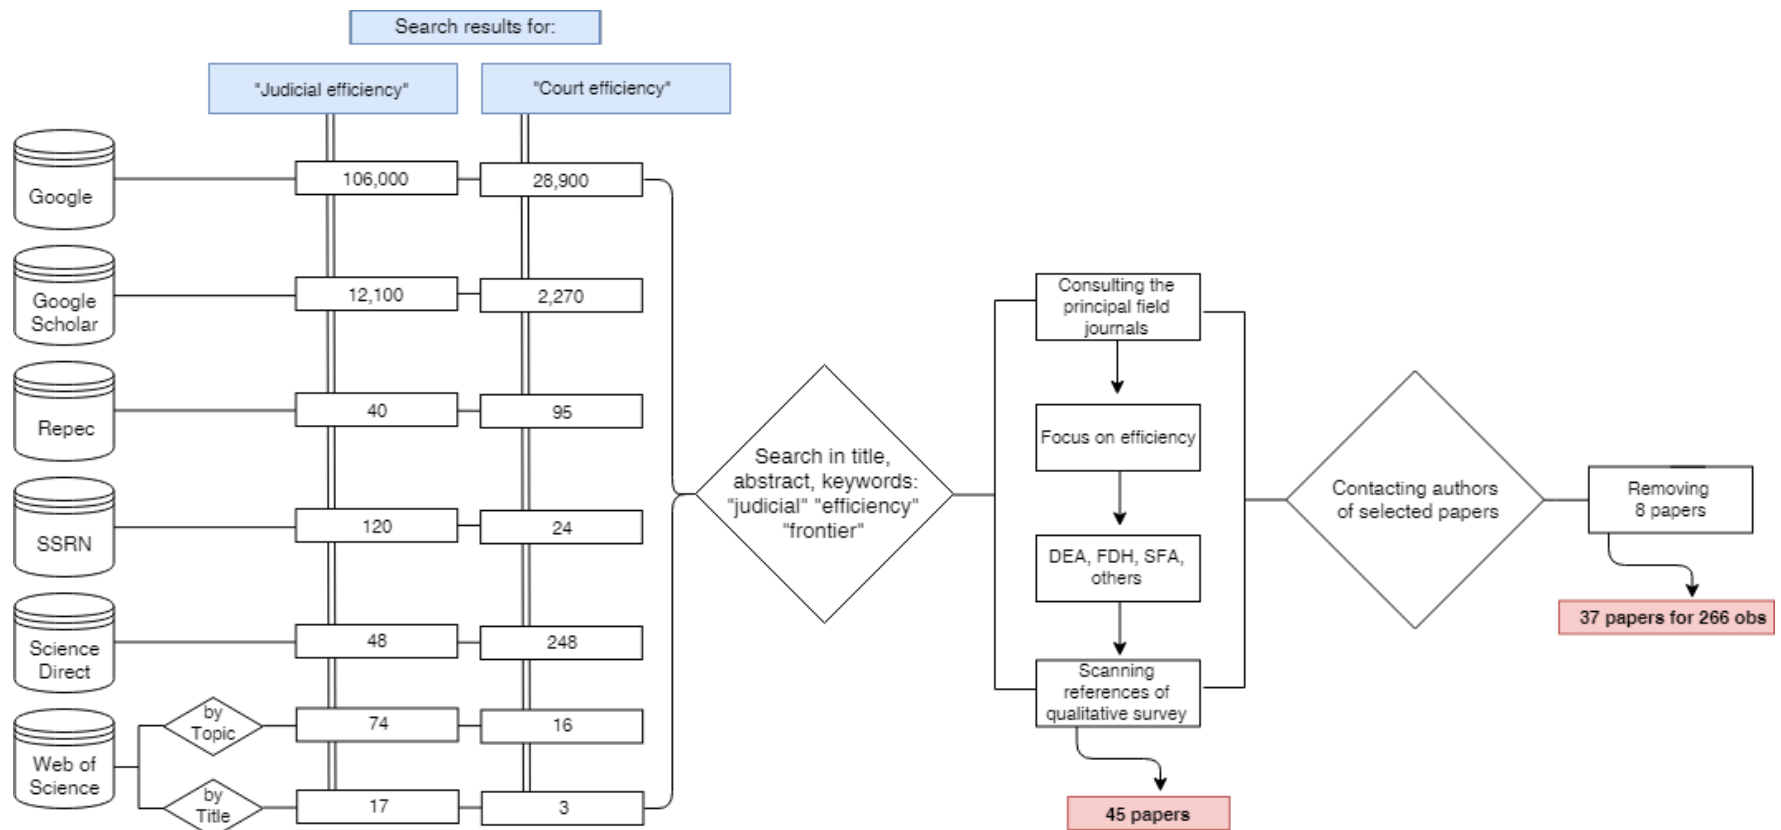 Search results for:
"Judicial efficiency"
"Court efficiency"
Google
106,000
28,900
Google
Scholar
12,100
2,270
Repec
40
95
SSRN
120
24
Science
Direct
48
248
Web of
Science
by
Topic
74
16
by
Title
17
3
Search in title,
abstract, keywords:
"judicial" "efficiency"
"frontier"
Consulting the
principal field
journals
Focus on efficiency
DEA, FDH, SFA,
others
Scanning
references of
qualitative survey
45 papers
Contacting authors
of selected papers
Removing
8 papers
37 papers for 266 obs